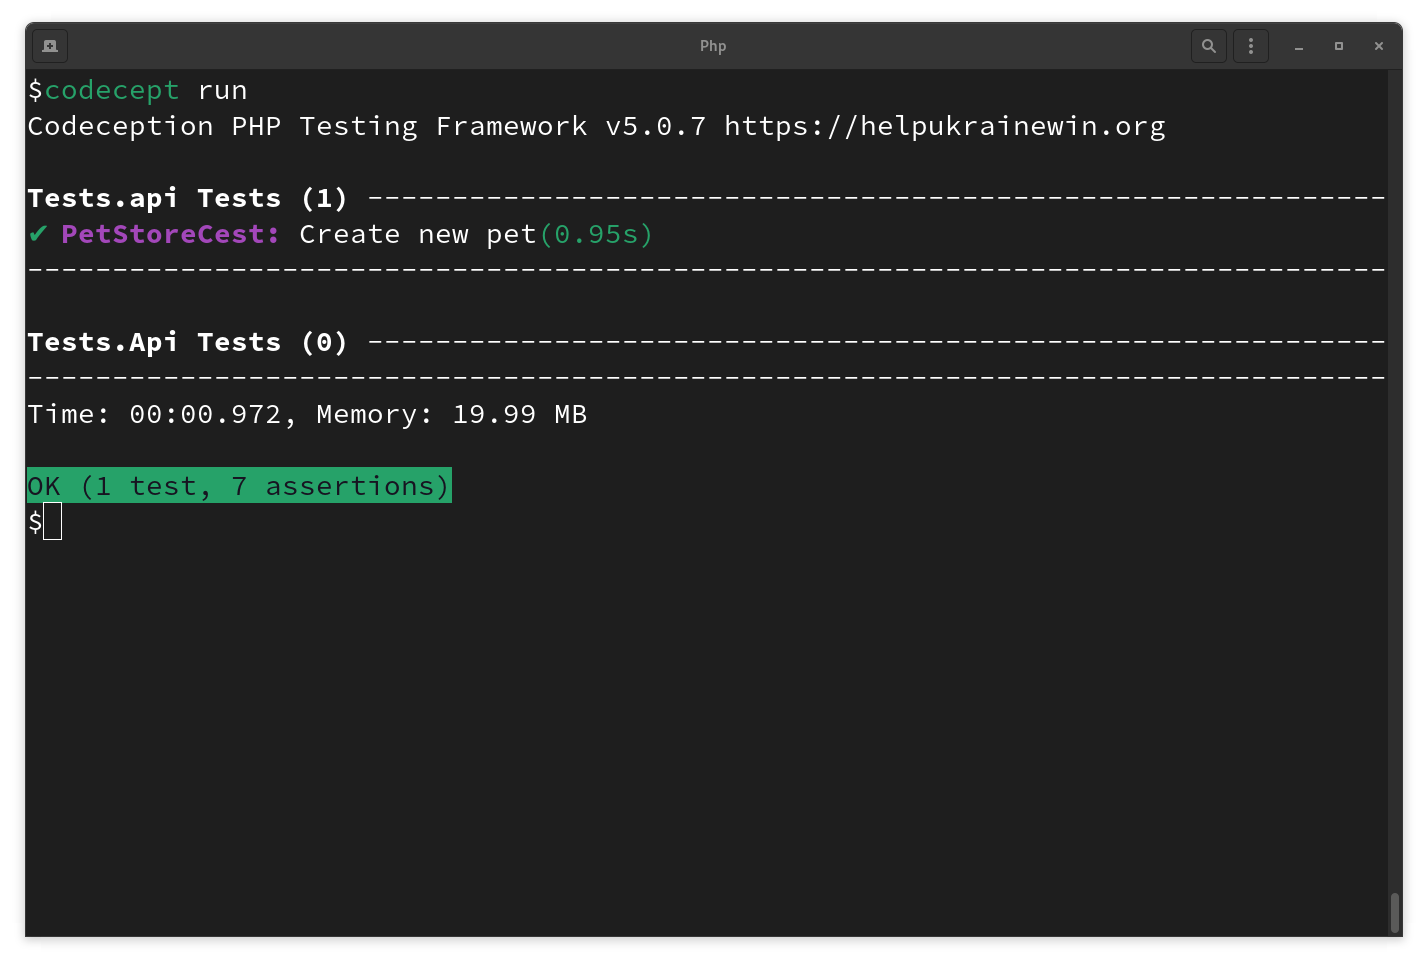 Php
$codecept run
Codeception PHP Testing Framework v5.0.7 https://helpukrainewin.org
Tests.api Tests (1) ------------------------------------------------------------
✔ PetStoreCest: Create new pet(0.95s)
--------------------------------------------------------------------------------
Tests.Api Tests (0) ------------------------------------------------------------
--------------------------------------------------------------------------------
Time: 00:00.972, Memory: 19.99 MB
OK (1 test, 7 assertions)
$